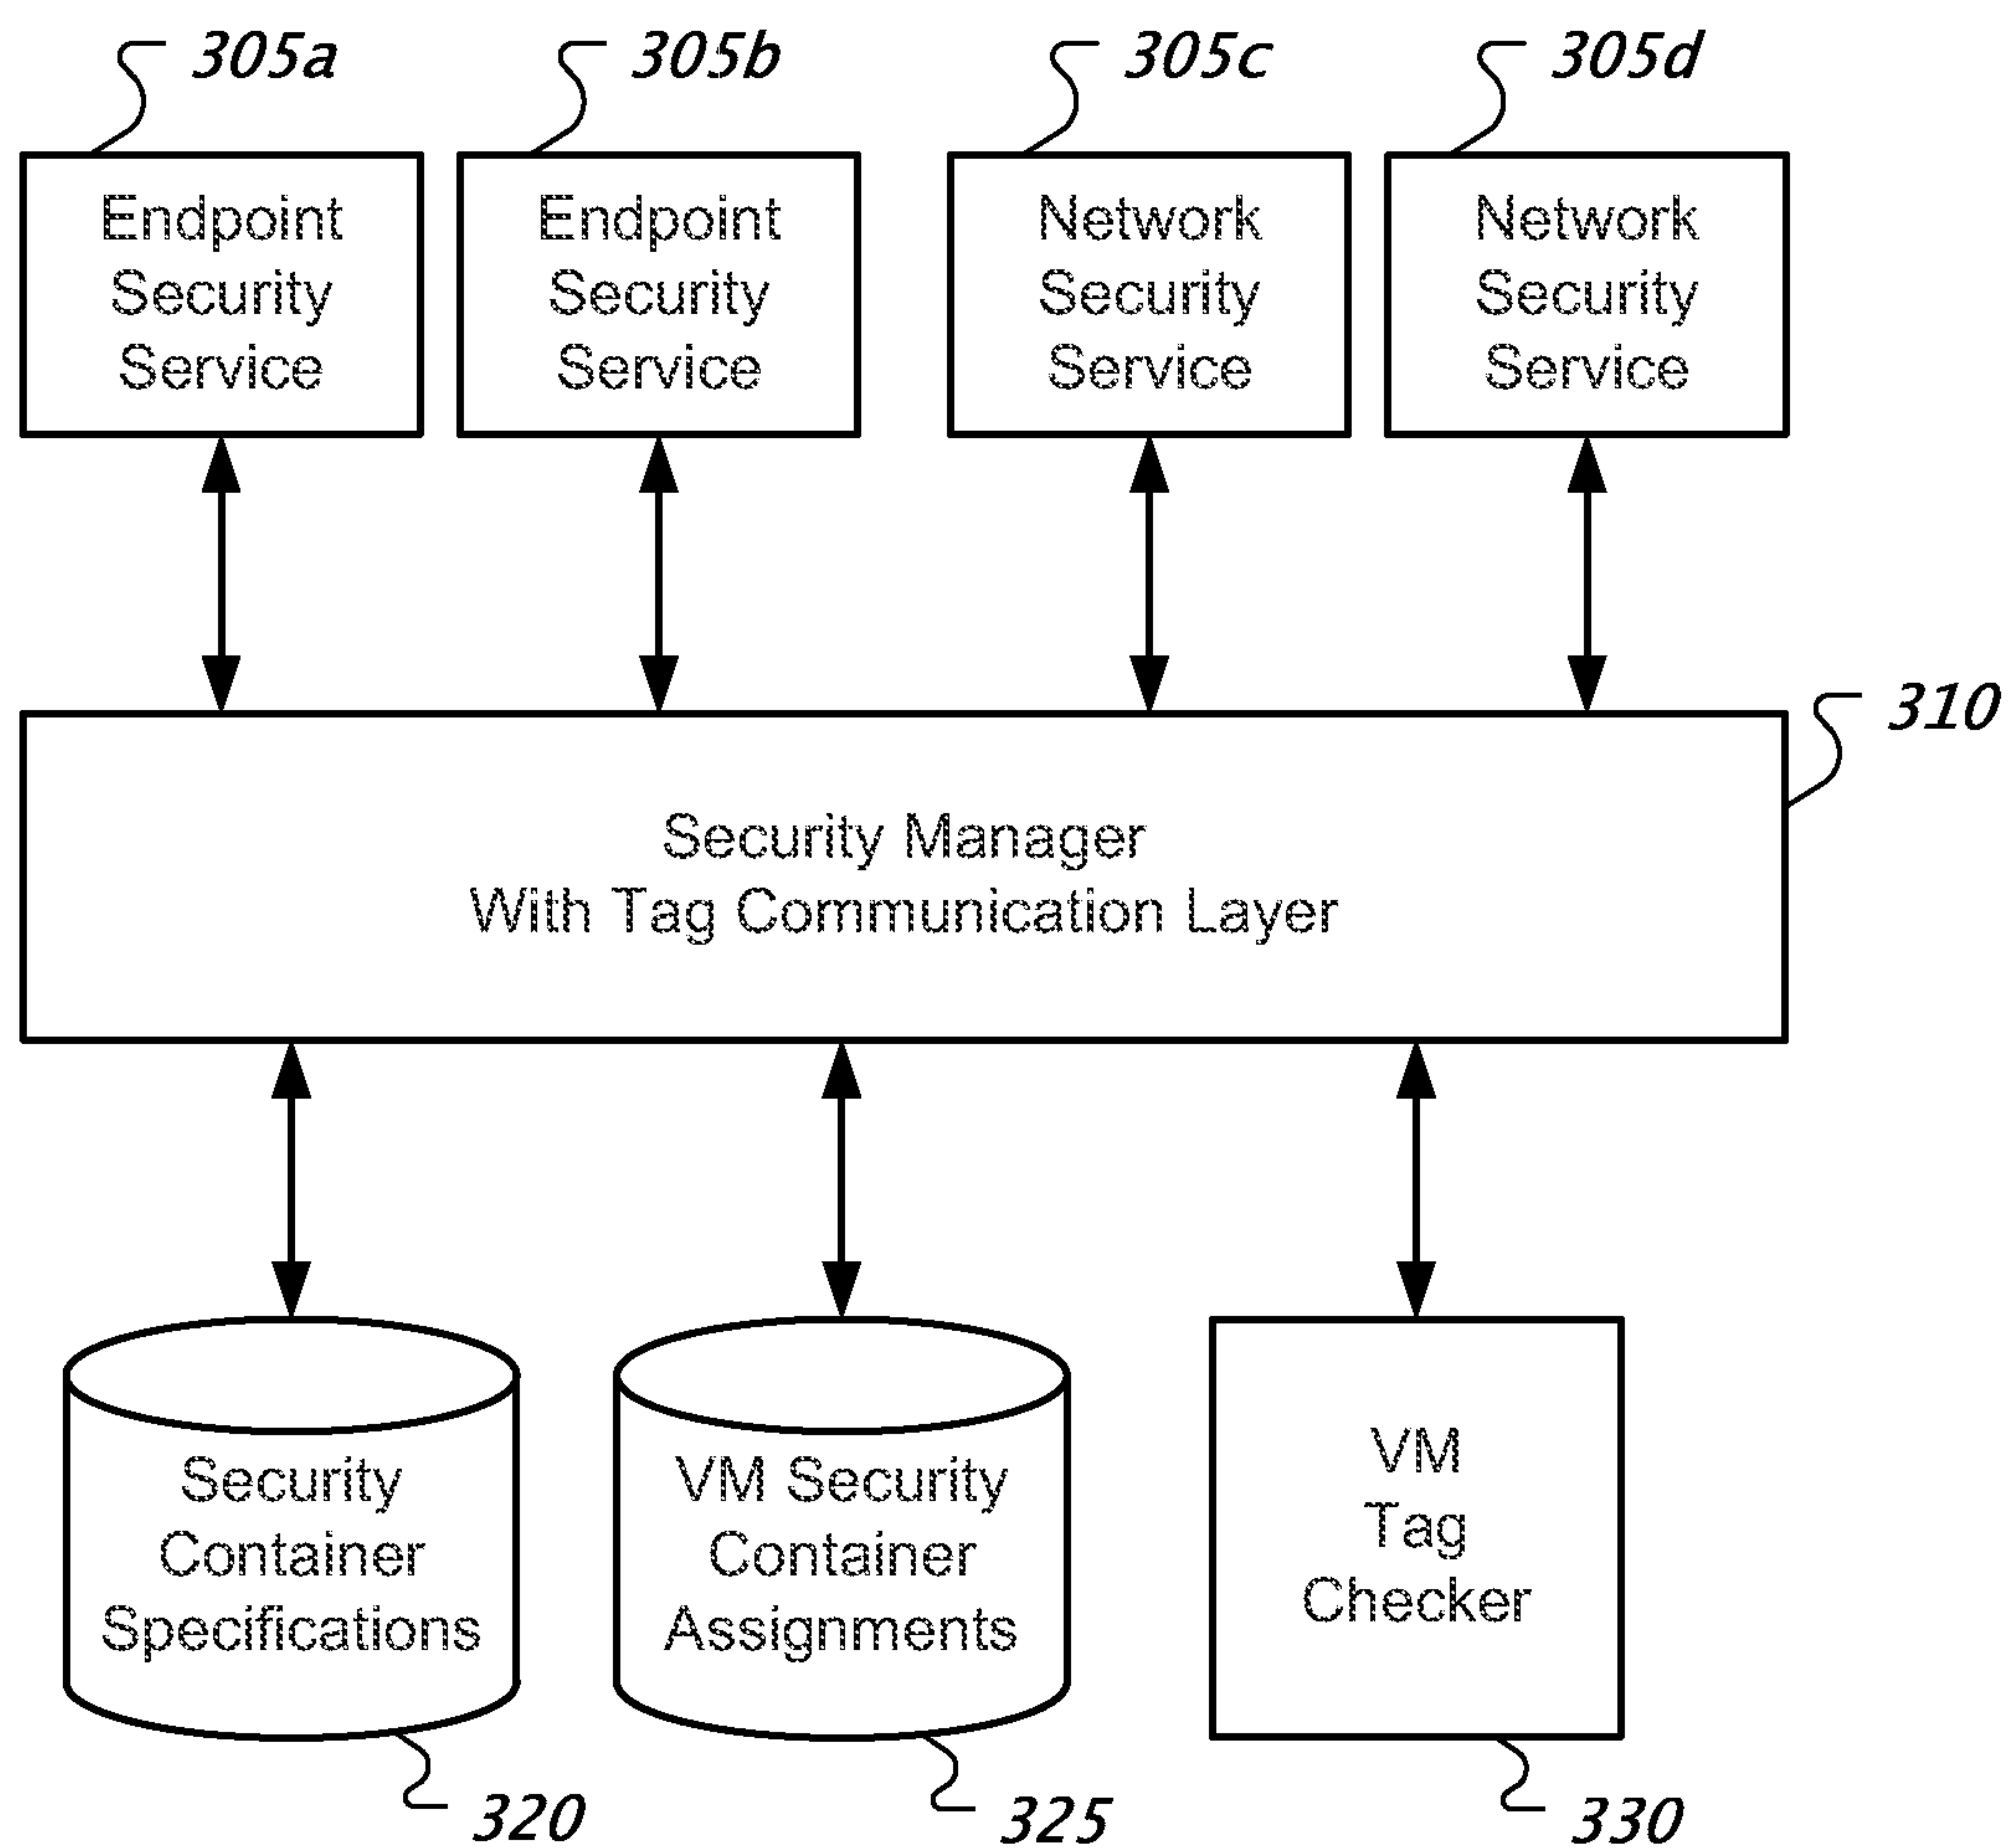 305a
305b
305c
305d
Endpoint
Security
Service
Endpoint
Security
Service
Network
Security
Service
Network
Security
Service
310
Security Manager
With Tag Communication Layer
Security
Container
Specifications
VM Security
Container
Assignments
VM
Tag
Checker
320
325
330